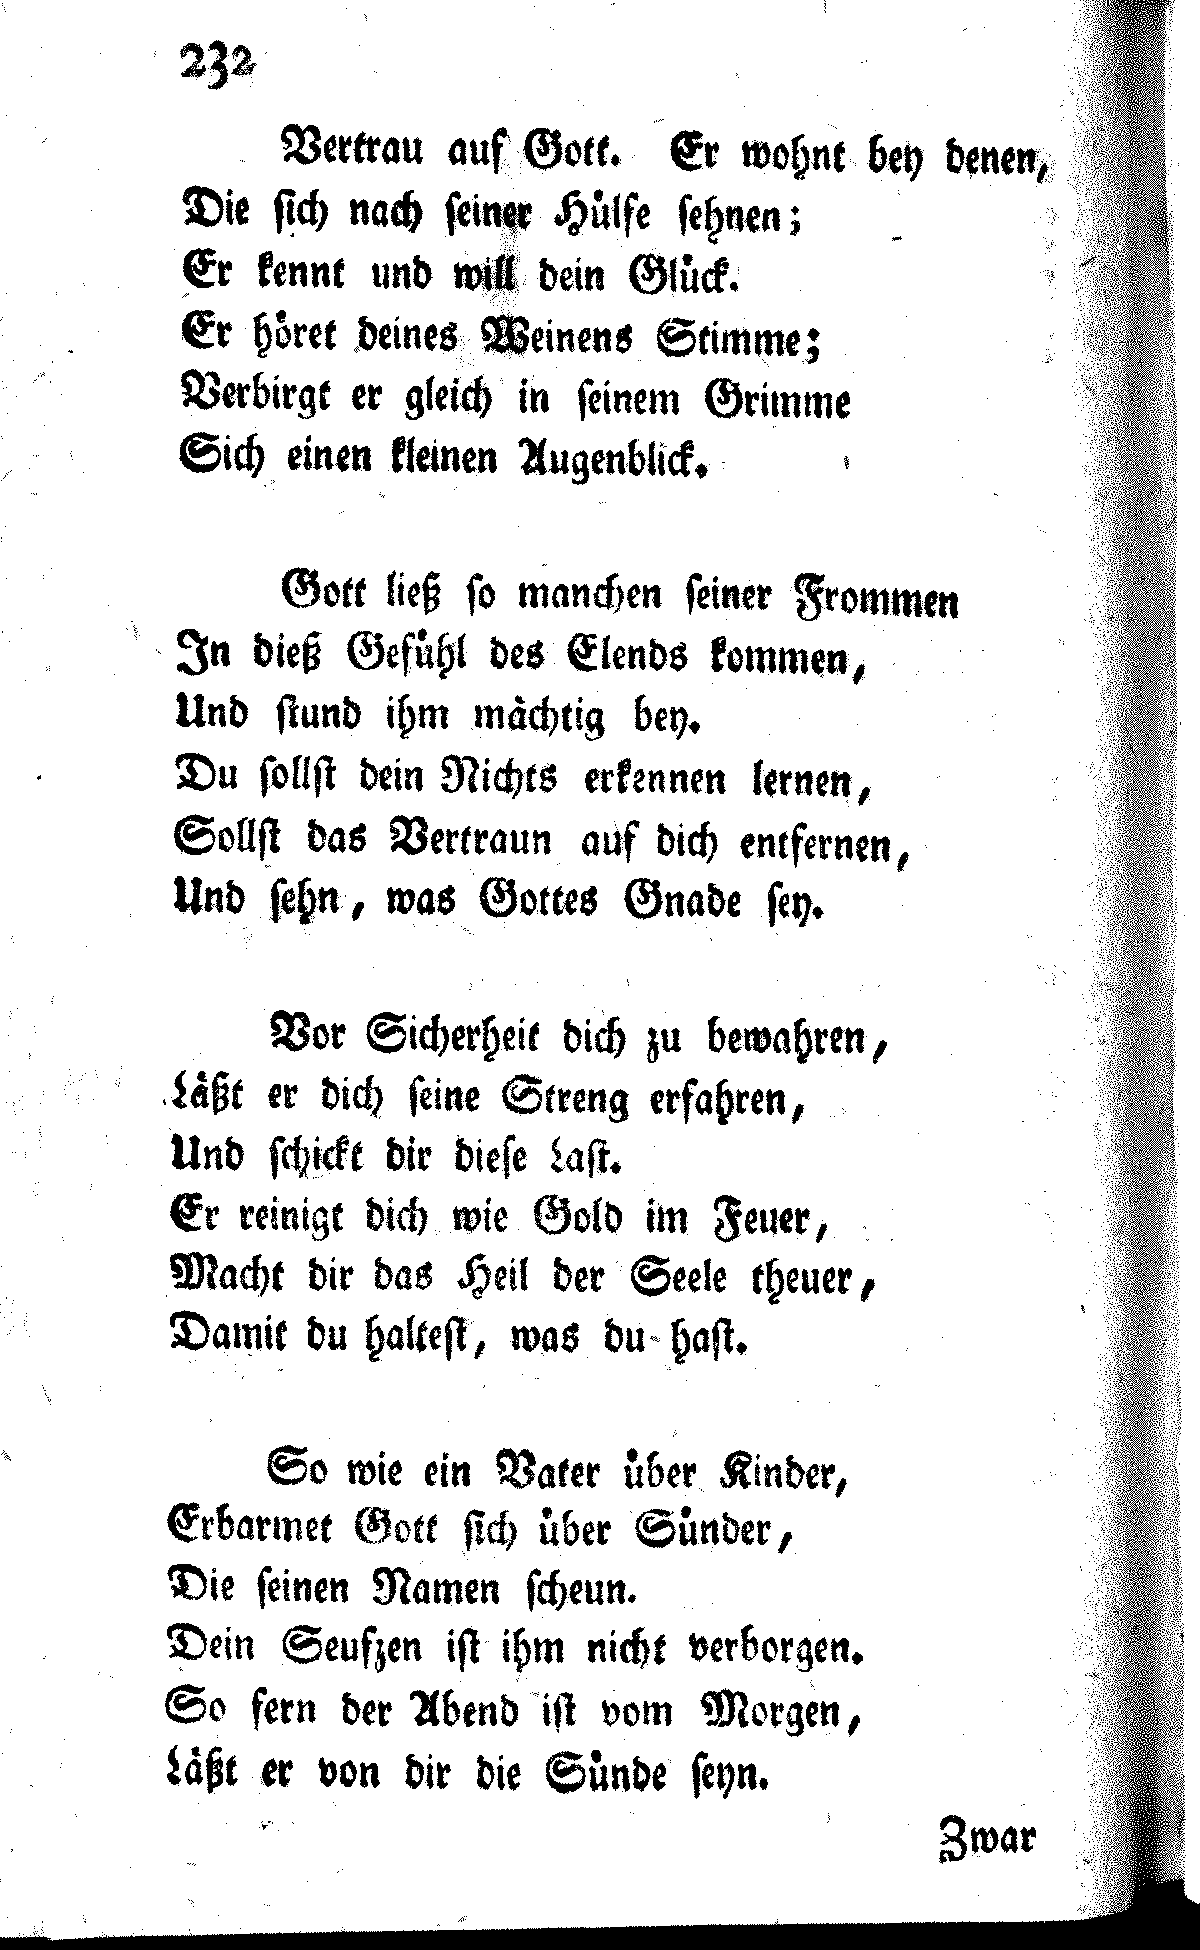 232
Vertrau auf Gott. Er wohnt bey denen,
Die sich nach seiner Hülfe sehnen;
Er kennt und will dein Glück.
Er höret deines Weinens Stimme;
Verbirgt er gleich in seinem Grimme
Sich einen kleinen Augenblick.
Gott ließ so manchen seiner Frommen
In dieß Gefühl des Elends kommen,
Und stund ihm mächtig bey.
Du sollst dein Nichts erkennen lernen,
Sollst das Vertraun auf dich entfernen,
Und sehn, was Gottes Gnade sey.
Vor Sicherheit dich zu bewahren,
Läßt er dich seine Streng erfahren,
Und schickt dir diese Last.
Er reinigt dich wie Gold im Feuer,
Macht dir das Heil der Seele theuer,
Damit du haltest, was du hast.
So wie ein Vater über Kinder,
Erbarmet Gott sich über Sünder,
Die seinen Namen scheun.
Dein Seufzen ist ihm nicht verborgen.
So fern der Abend ist vom Morgen,
Läßt er von dir die Sünde seyn.
Zwar